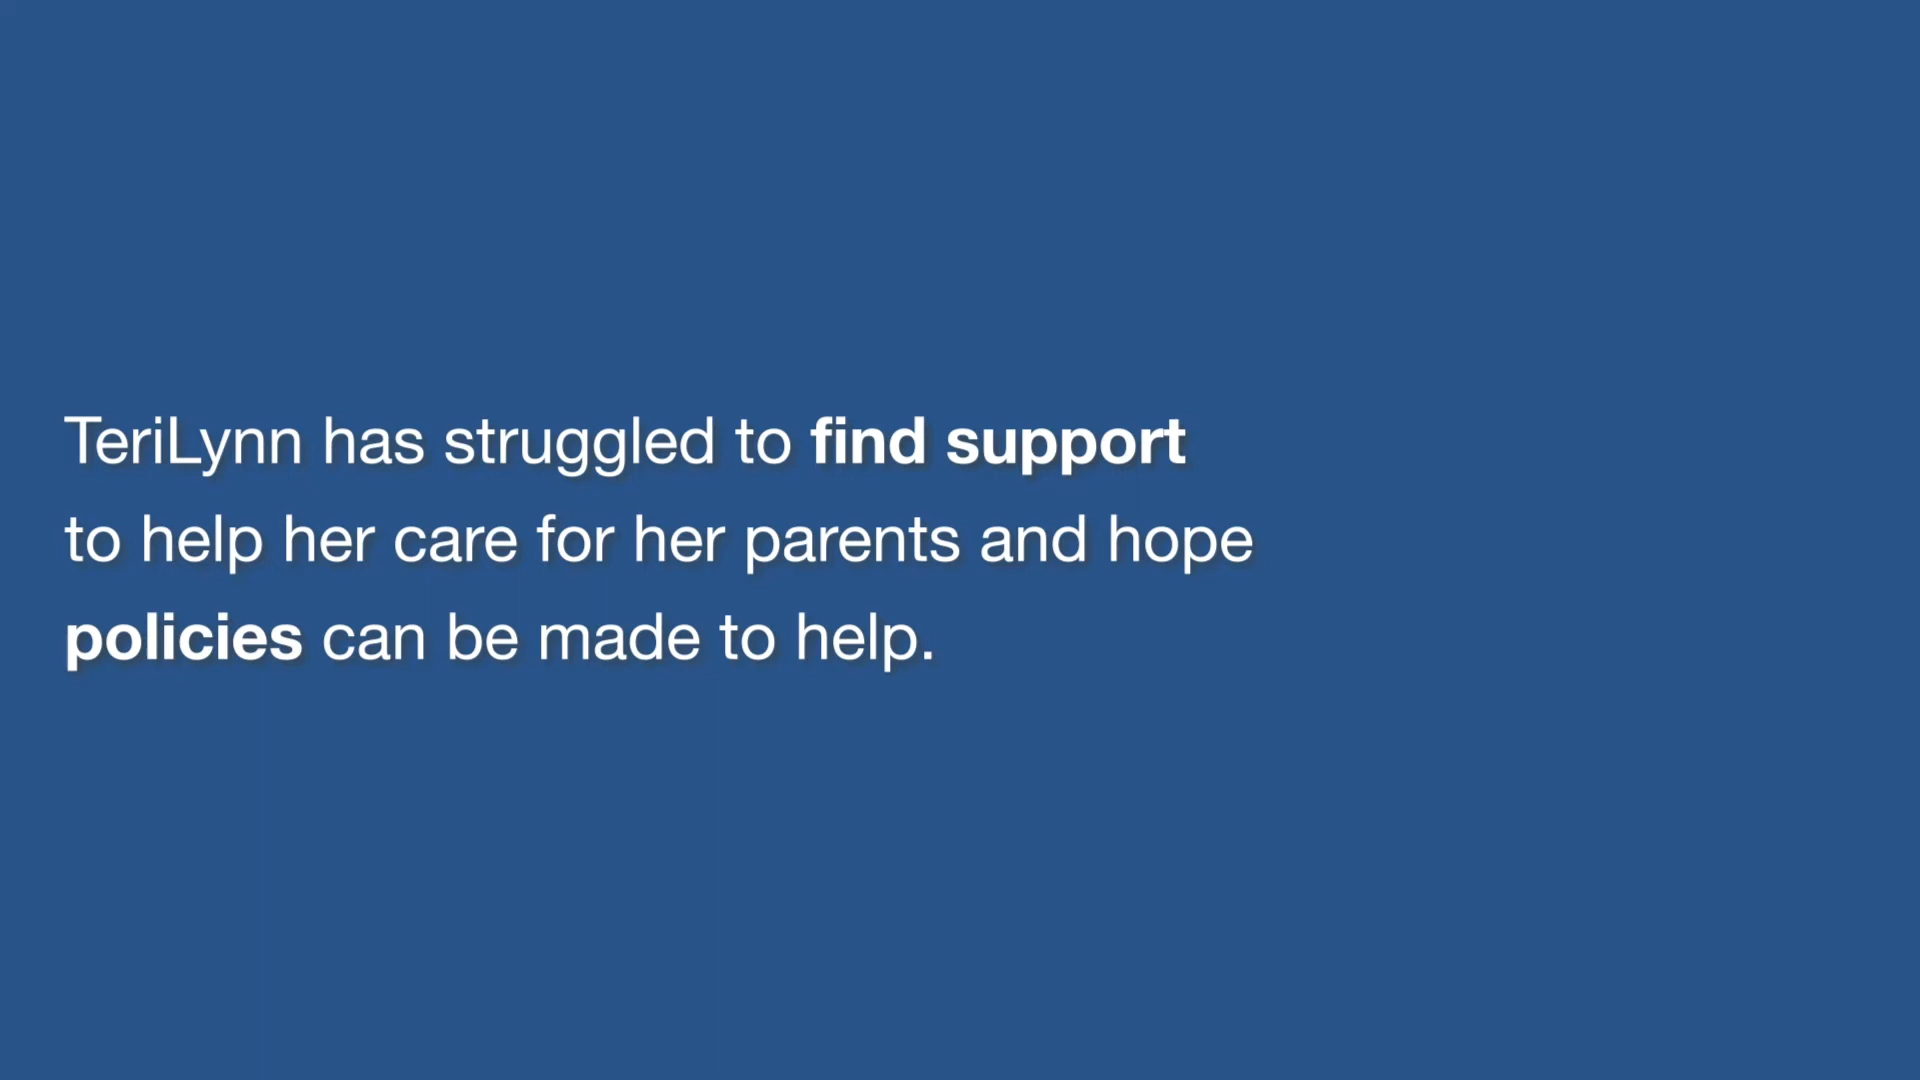 TeriLynn has struggled to find support
to help her care for her parents and hope
policies can be made to help.